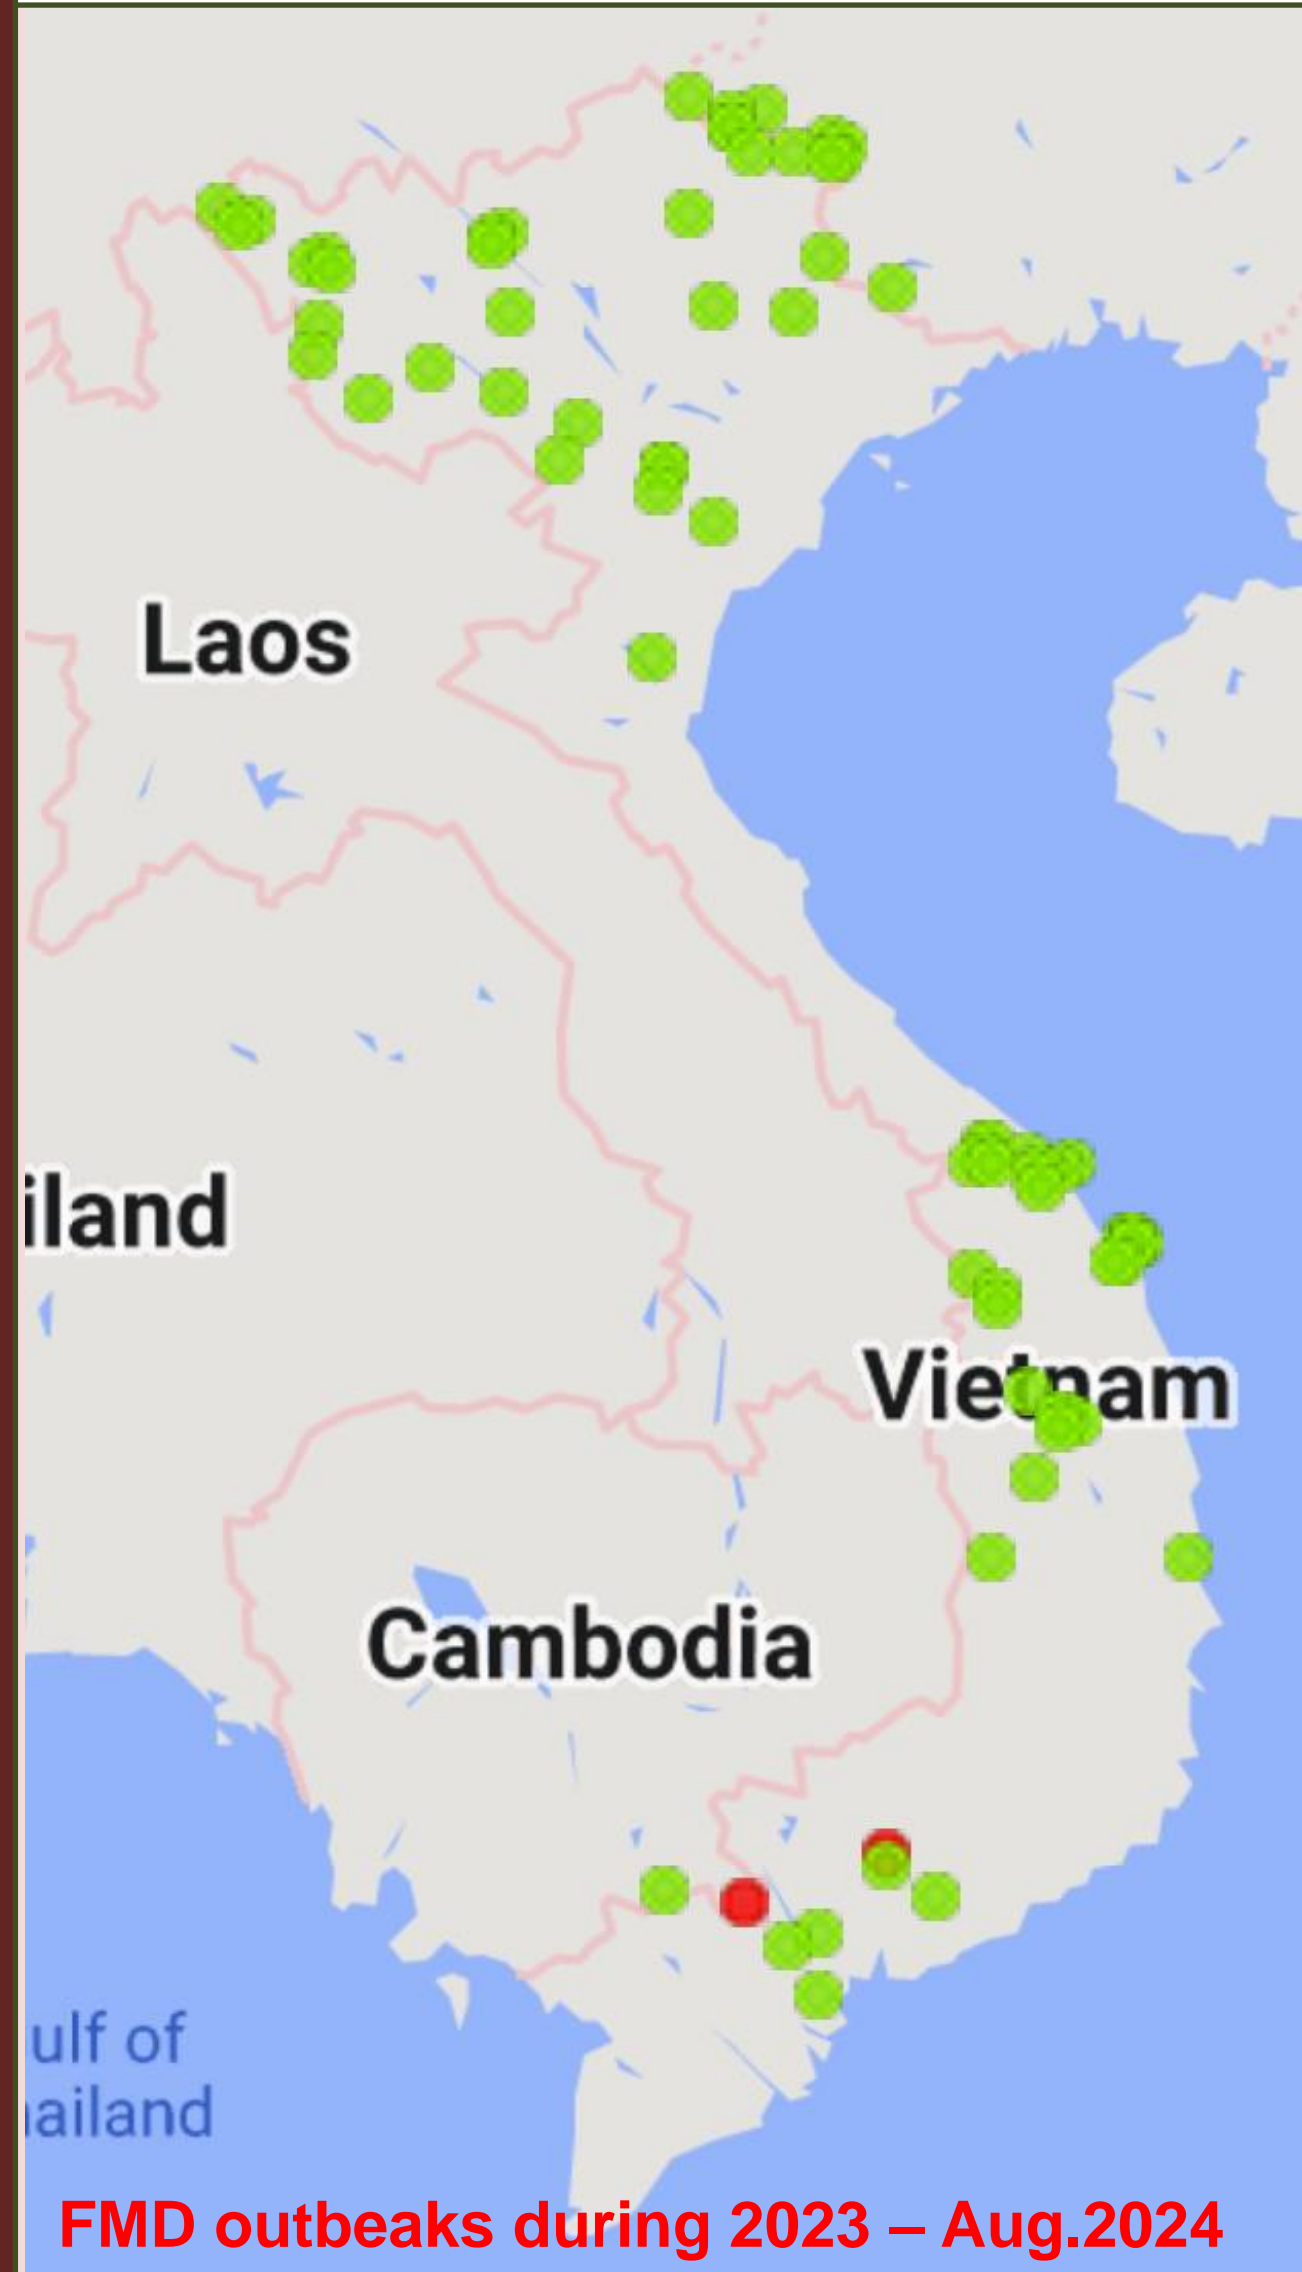 Laos
iland
Vietnam
Cambodia
ulf of
ailand
FMD outbeaks during 2023 – Aug.2024